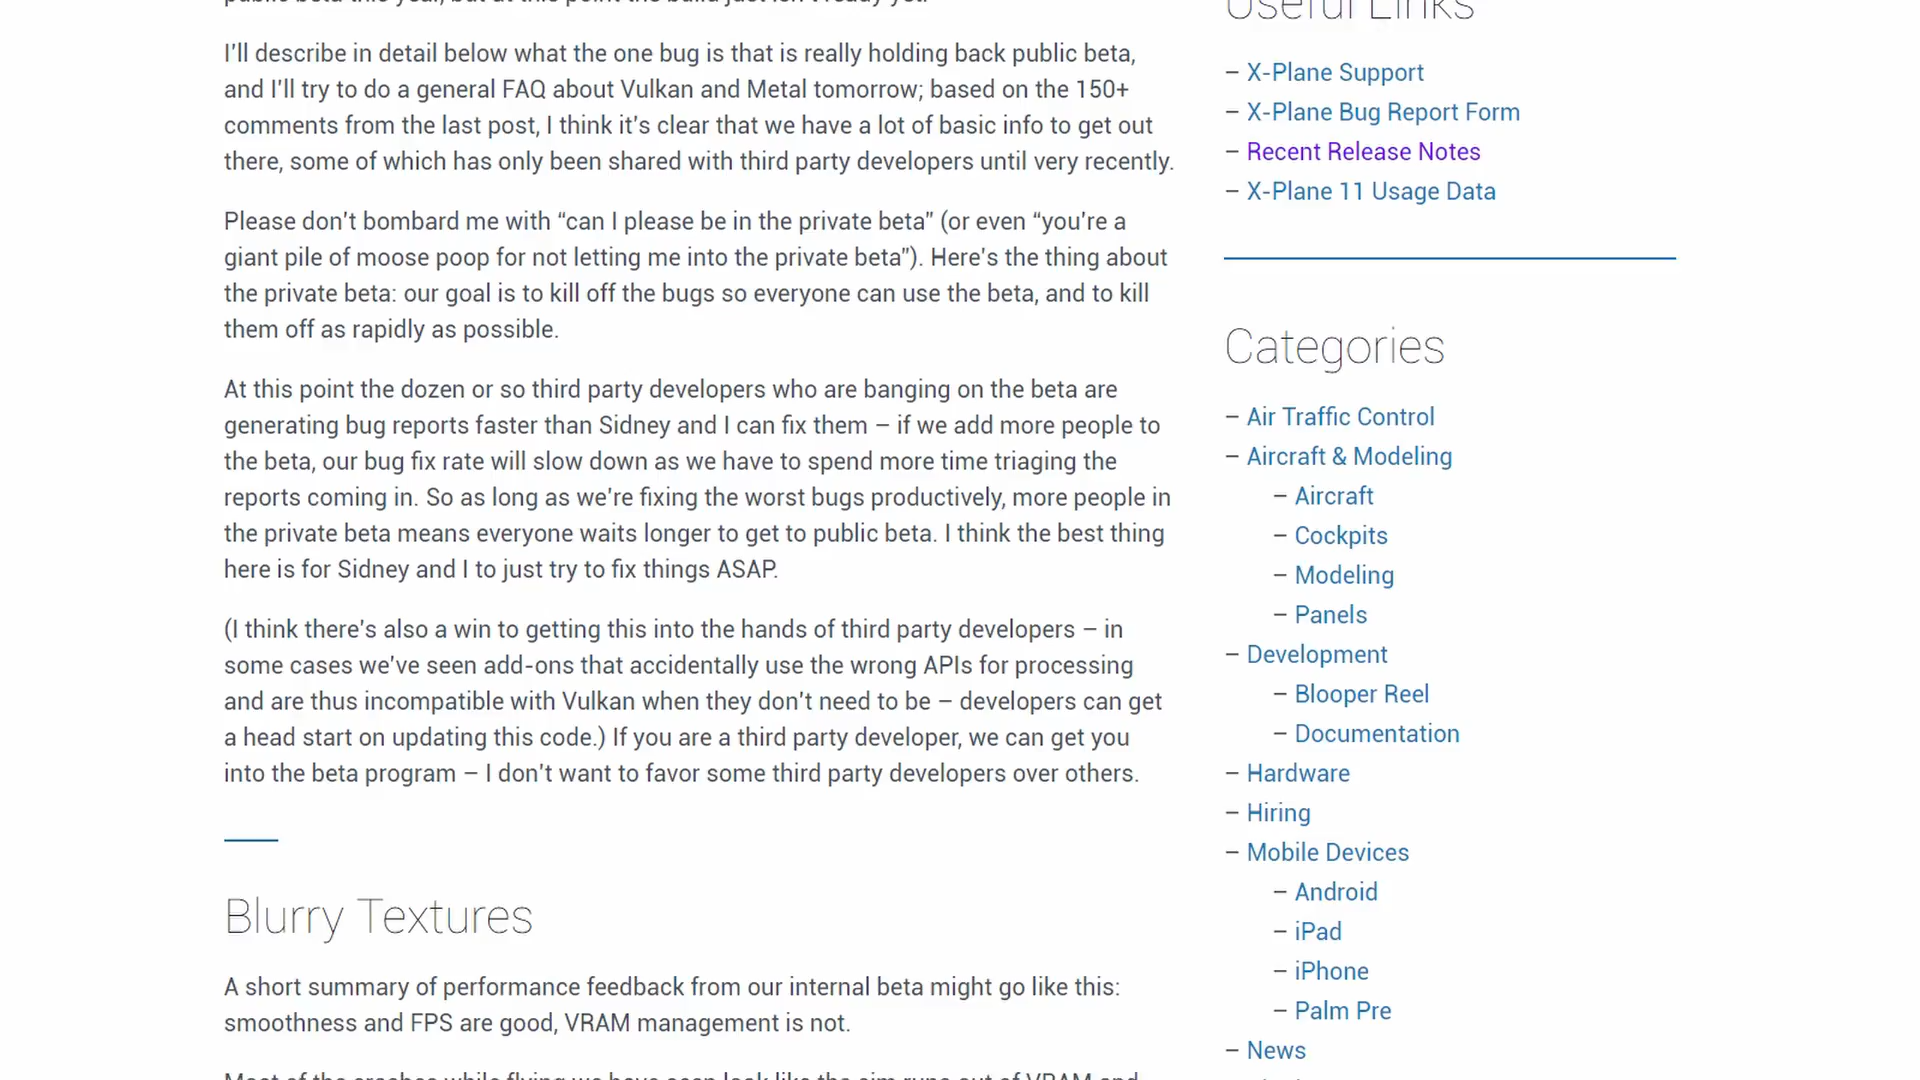 public beta this year, but at this point the build just isn't ready yet.
I'll describe in detail below what the one bug is that is really holding back public beta,
and I'll try to do a general FAQ about Vulkan and Metal tomorrow; based on the 150+
comments from the last post, I think it's clear that we have a lot of basic info to get out
there, some of which has only been shared with third party developers until very recently.
Please don't bombard me with “can I please be in the private beta” (or even “you're a
giant pile of moose poop for not letting me into the private beta”). Here's the thing about
the private beta: our goal is to kill off the bugs so everyone can use the beta, and to kill
them off as rapidly as possible.
At this point the dozen or so third party developers who are banging on the beta are
generating bug reports faster than Sidney and I can fix them – if we add more people to
the beta, our bug fix rate will slow down as we have to spend more time triaging the
reports coming in. So as long as we're fixing the worst bugs productively, more people in
the private beta means everyone waits longer to get to public beta. I think the best thing
here is for Sidney and I to just try to fix things ASAP.
(I think there's also a win to getting this into the hands of third party developers – in
some cases we've seen add-ons that accidentally use the wrong APIs for processing
and are thus incompatible with Vulkan when they don't need to be – developers can get
a head start on updating this code.) If you are a third party developer, we can get you
into the beta program – I don't want to favor some third party developers over others.
Blurry Textures
A short summary of performance feedback from our internal beta might go like this:
smoothness and FPS are good, VRAM management is not.
Most of the crashes while flying we have seen look like the sim runs out of VRAM and
Useful Links
– X-Plane Support
– X-Plane Bug Report Form
– Recent Release Notes
– X-Plane 11 Usage Data
Categories
– Air Traffic Control
– Aircraft & Modeling
– Aircraft
– Cockpits
– Modeling
– Panels
– Development
– Blooper Reel
– Documentation
– Hardware
– Hiring
– Mobile Devices
– Android
– iPad
– iPhone
– Palm Pre
– News